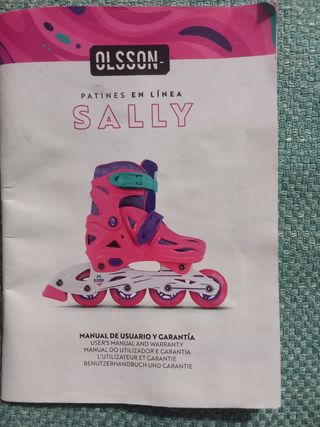 OLSSON-
PATINES EN LÍNEA
SALLY
MANUAL DE USUARIO Y GARANTÍA
USER'S MANUAL AND WARRANTY
MANUAL DO UTILIZADOR E GARANTIA
L'UTILIZATEUR ET GARANTIE
BENUTZERHANDBUCH UND GARANTIE